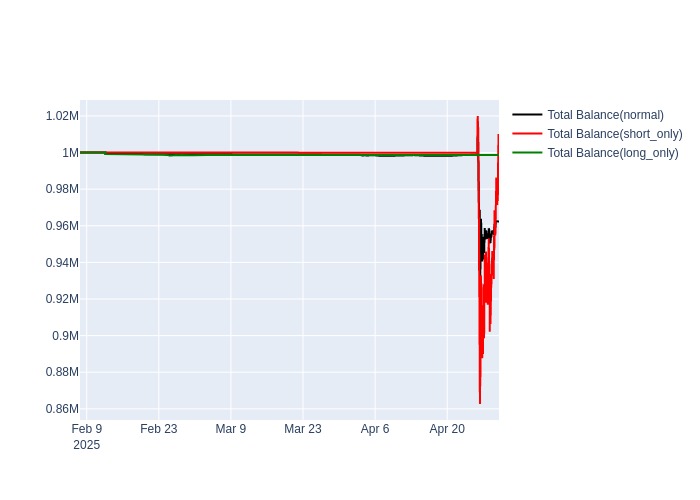 1.02M
1M
0.98M
0.96M
0.94M
0.92M
0.9M
0.88M
0.86M
Feb 9
2025
Feb 23
Mar 9
Mar 23
Apr 6
Apr 20
Total Balance(normal)
Total Balance(short_only)
Total Balance(long_only)